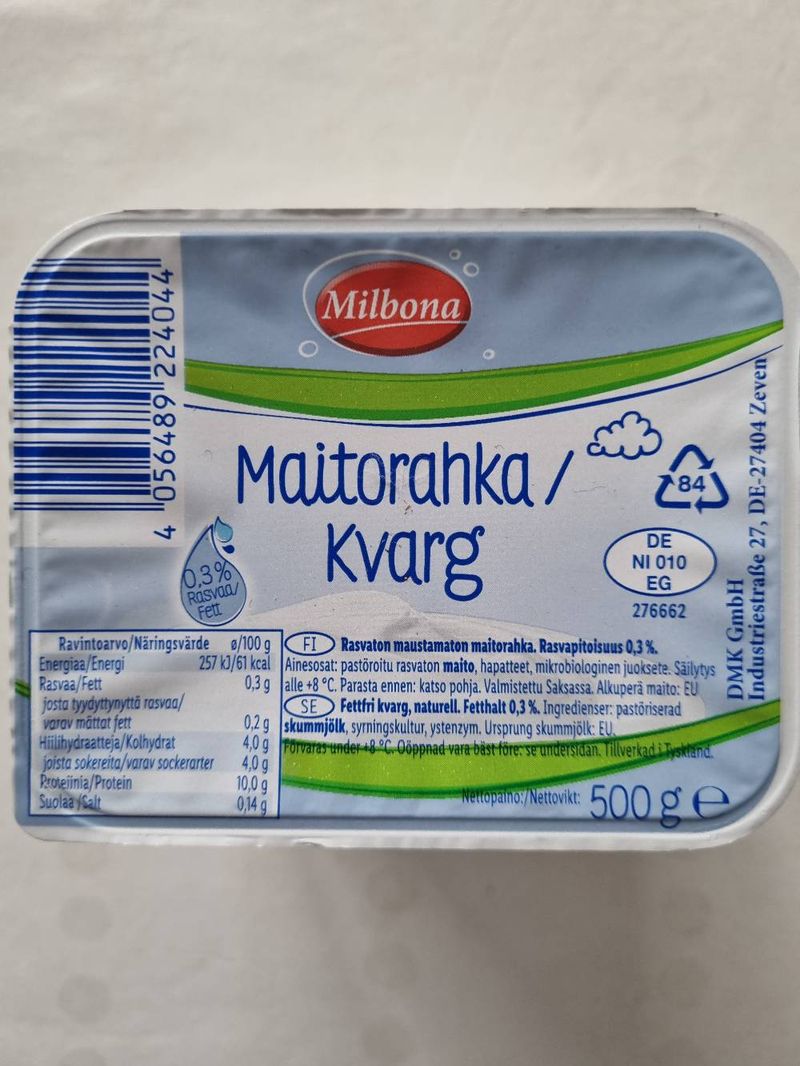 Milbona
Maitorahka /
Kvarg
4 056489 224044
0,3 %
Rasvaa/
Fett
84
DE
NI 010
EG
276662
DMK GmbH
Industriestraße 27, DE-27404 Zeven
Ravintoarvo/Näringsvärde ø/100 g
Energiaa/Energi 257 kJ/61 kcal
Rasvaa/Fett 0,3 g
josta tyydyttynyttä rasvaa/
varav mättat fett 0,2 g
Hiilihydraatteja/Kolhydrat 4,0 g
joista sokereita/varav sockerarter 4,0 g
Proteiinia/Protein 10,0 g
Suolaa /Salt 0,14 g
FI Rasvaton maustamaton maitorahka. Rasvapitoisuus 0,3 %.
Ainesosat: pastöroitu rasvaton maito, hapatteet, mikrobiologinen juoksete. Säilytys
alle +8 °C. Parasta ennen: katso pohja. Valmistettu Saksassa. Alkuperä maito: EU
SE Fettfri kvarg, naturell. Fetthalt 0,3 %. Ingredienser: pastöriserad
skummjölk, syrningskultur, ystenzym. Ursprung skummjölk: EU.
Förvaras under +8 °C. Oöppnad vara bäst före: se undersidan. Tillverkad i Tyskland.
Nettopaino:/Nettovikt: 500 g e